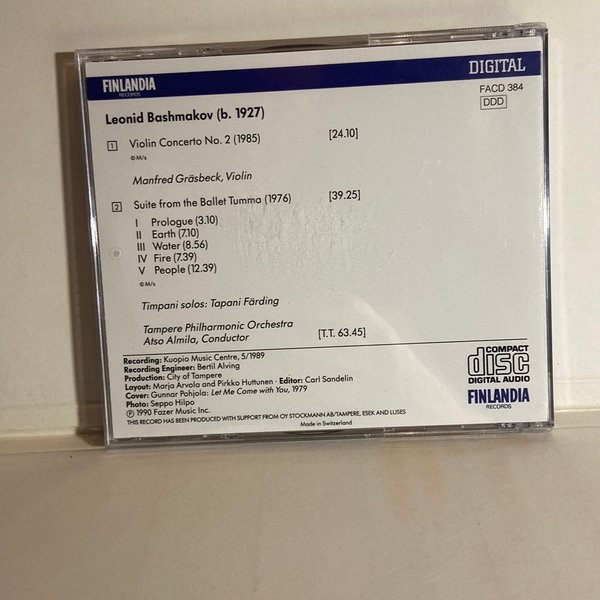 FINLANDIA
RECORDS
DIGITAL
FACD 384
DDD
Leonid Bashmakov (b. 1927)
1 Violin Concerto No. 2 (1985) [24.10]
© M/s
Manfred Gräsbeck, Violin
2 Suite from the Ballet Tumma (1976) [39.25]
I Prologue (3.10)
II Earth (7.10)
III Water (8.56)
IV Fire (7.39)
V People (12.39)
© M/s
Timpani solos: Tapani Färding
Tampere Philharmonic Orchestra
Atso Almila, Conductor [T.T. 63.45]
Recording: Kuopio Music Centre, 5/1989
Recording Engineer: Bertil Alving
Production: City of Tampere
Layout: Marja Arvola and Pirkko Huttunen · Editor: Carl Sandelin
Cover: Gunnar Pohjola: Let Me Come with You, 1979
Photo: Seppo Hilpo
℗ 1990 Fazer Music Inc.
THIS RECORD HAS BEEN PRODUCED WITH SUPPORT FROM OY STOCKMANN AB/TAMPERE, ESEK AND LUSES
Made in Switzerland
COMPACT
disc
DIGITAL AUDIO
FINLANDIA
RECORDS